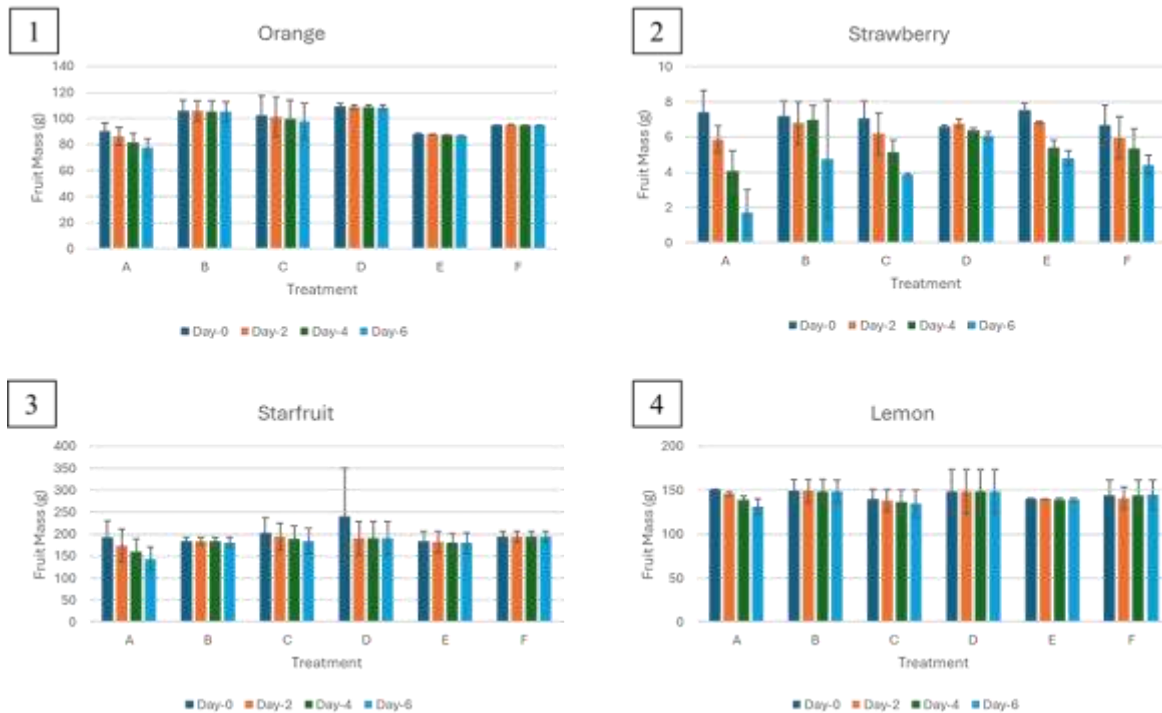 1
Orange
Fruit Mass (g)
140
120
100
80
60
40
20
0
A B C D E F
Treatment
Day-0 Day-2 Day-4 Day-6
2
Strawberry
Fruit Mass (g)
10
8
6
4
2
0
A B C D E F
Treatment
Day-0 Day-2 Day-4 Day-6
3
Starfruit
Fruit Mass (g)
400
350
300
250
200
150
100
50
0
A B C D E F
Treatment
Day-0 Day-2 Day-4 Day-6
4
Lemon
Fruit Mass (g)
200
150
100
50
0
A B C D E F
Treatment
Day-0 Day-2 Day-4 Day-6